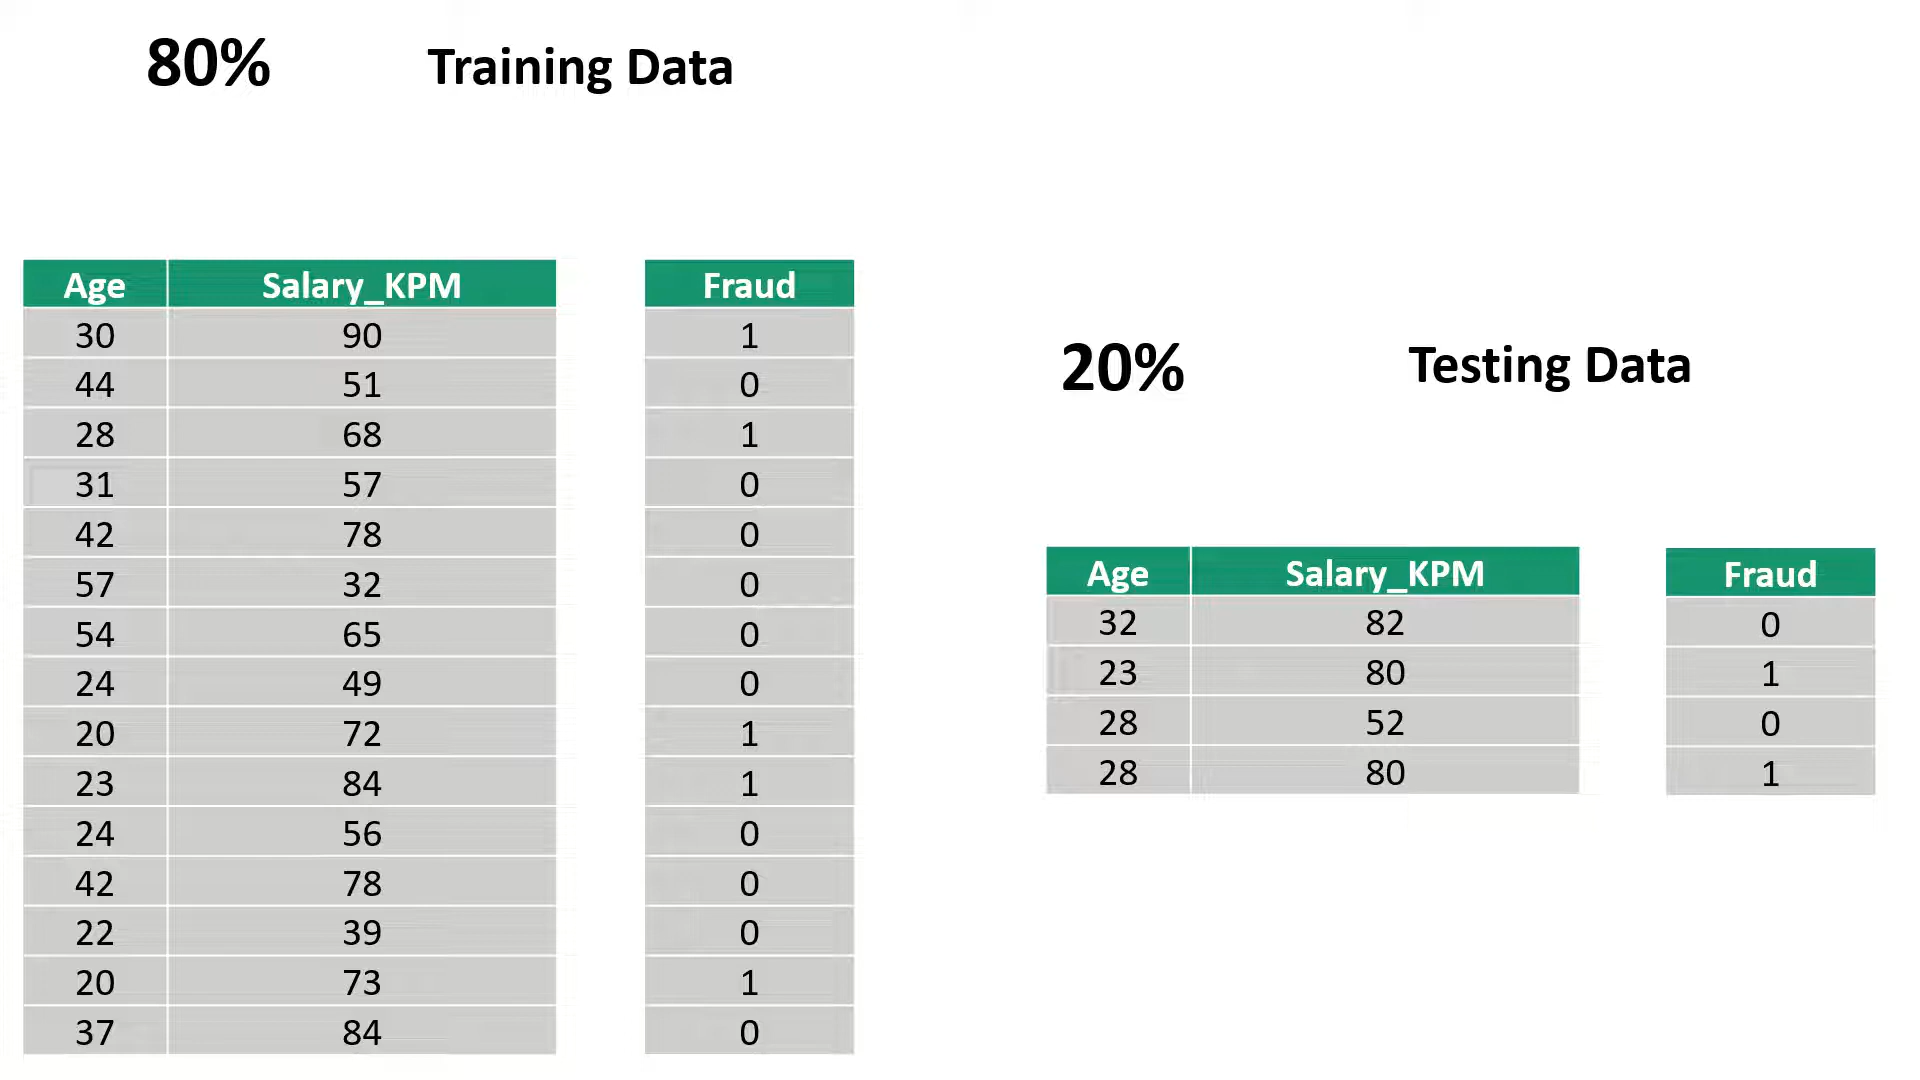 80% Training Data
Age Salary_KPM Fraud
30 90 1
44 51 0
28 68 1
31 57 0
42 78 0
57 32 0
54 65 0
24 49 0
20 72 1
23 84 1
24 56 0
42 78 0
22 39 0
20 73 1
37 84 0
20% Testing Data
Age Salary_KPM Fraud
32 82 0
23 80 1
28 52 0
28 80 1